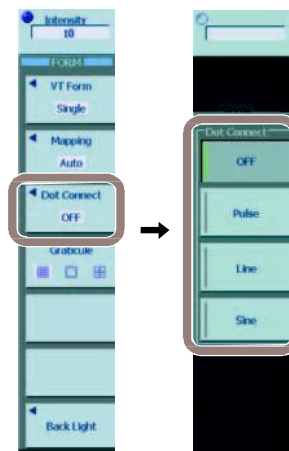 Intensity
10
FORM
VT Form
Single
Mapping
Auto
Dot Connect
OFF
Graticule
Back Light
Dot Connect
OFF
Pulse
Line
Sine